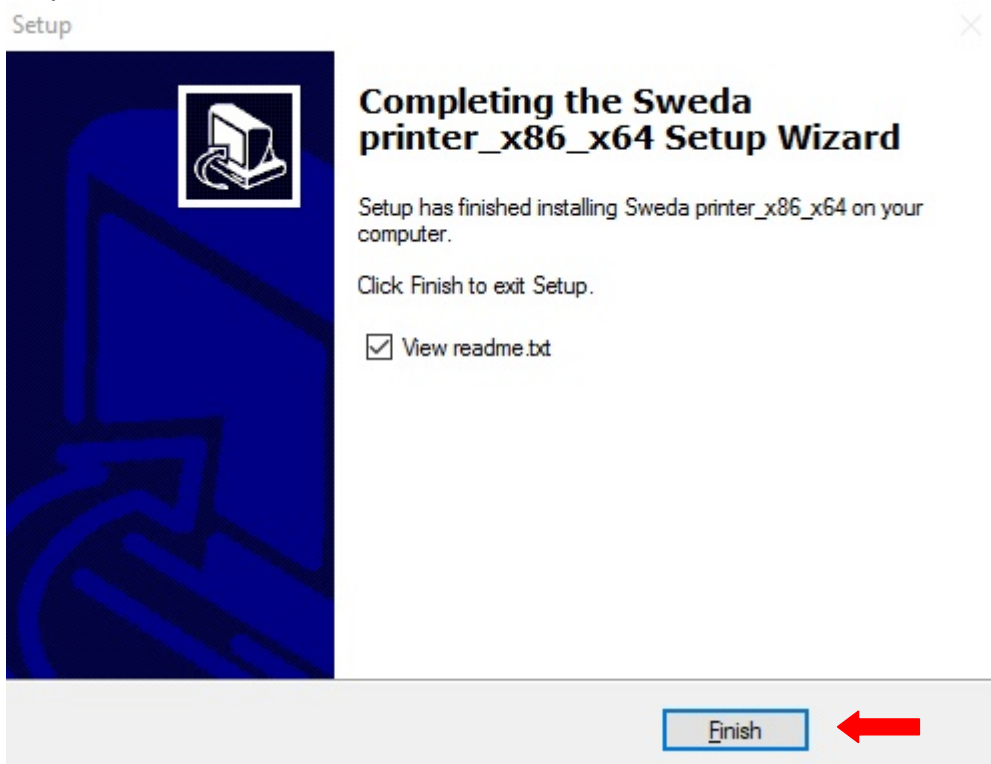 Setup
Completing the Sweda
printer_x86_x64 Setup Wizard
Setup has finished installing Sweda printer_x86_x64 on your
computer.
Click Finish to exit Setup.
View readme.txt
Finish